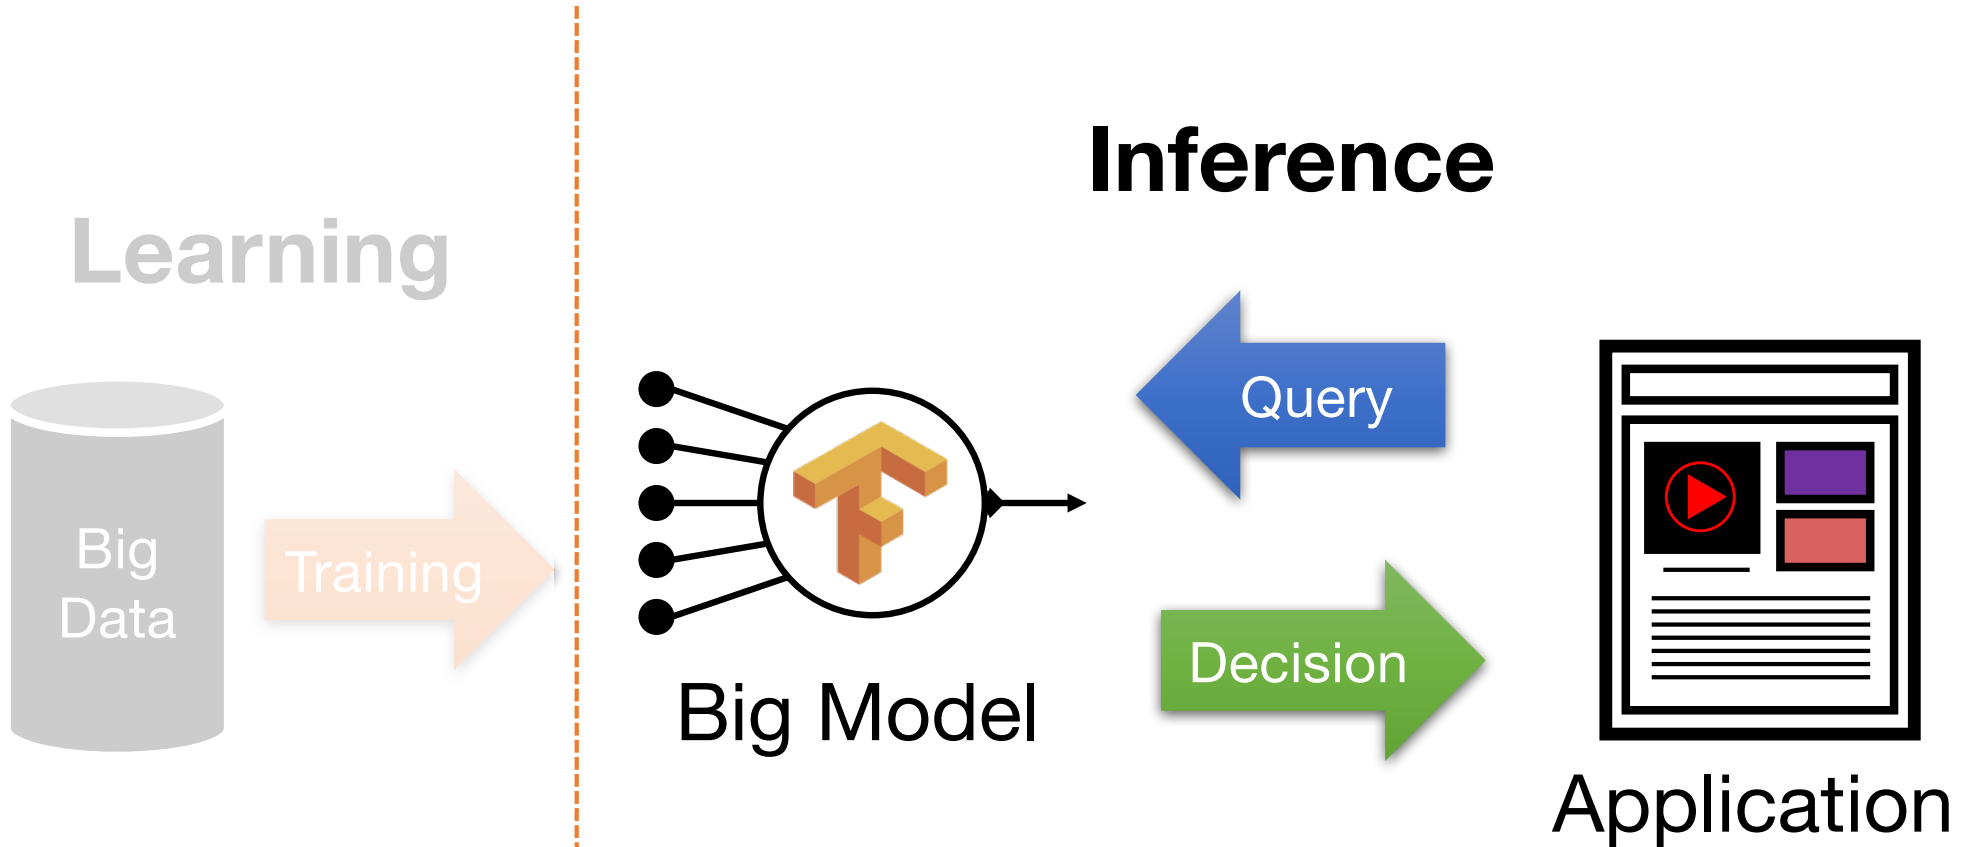 Learning
Big
Data
Training
Inference
Big Model
Query
Decision
Application